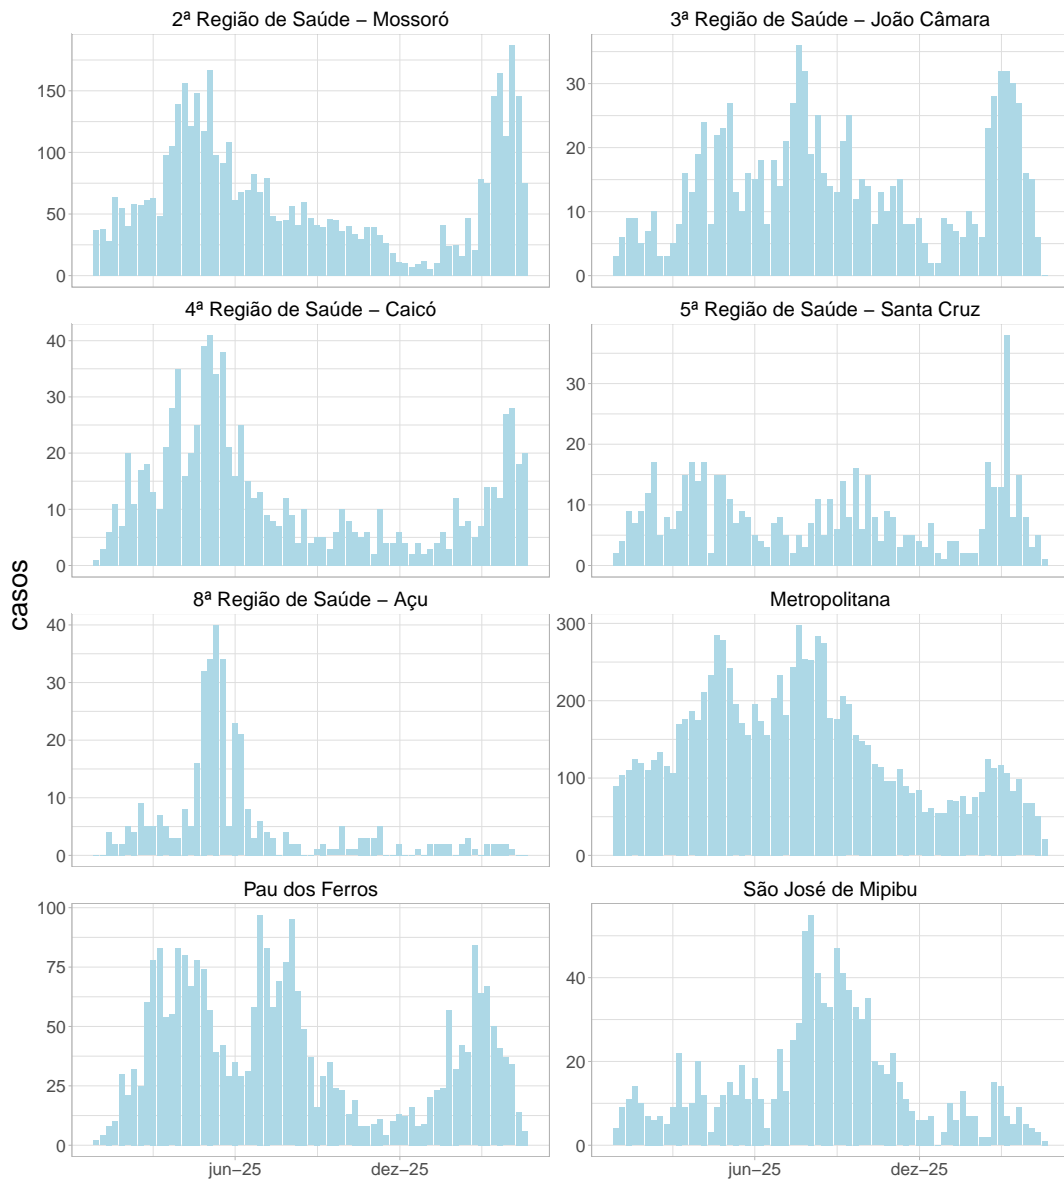 2ª Região de Saúde – Mossoró
3ª Região de Saúde – João Câmara
150
100
50
0
30
20
10
0
4ª Região de Saúde – Caicó
5ª Região de Saúde – Santa Cruz
40
30
20
10
0
30
20
10
0
casos
8ª Região de Saúde – Açu
Metropolitana
40
30
20
10
0
300
200
100
0
Pau dos Ferros
São José de Mipibu
100
75
50
25
0
40
20
0
jun–25
dez–25
jun–25
dez–25